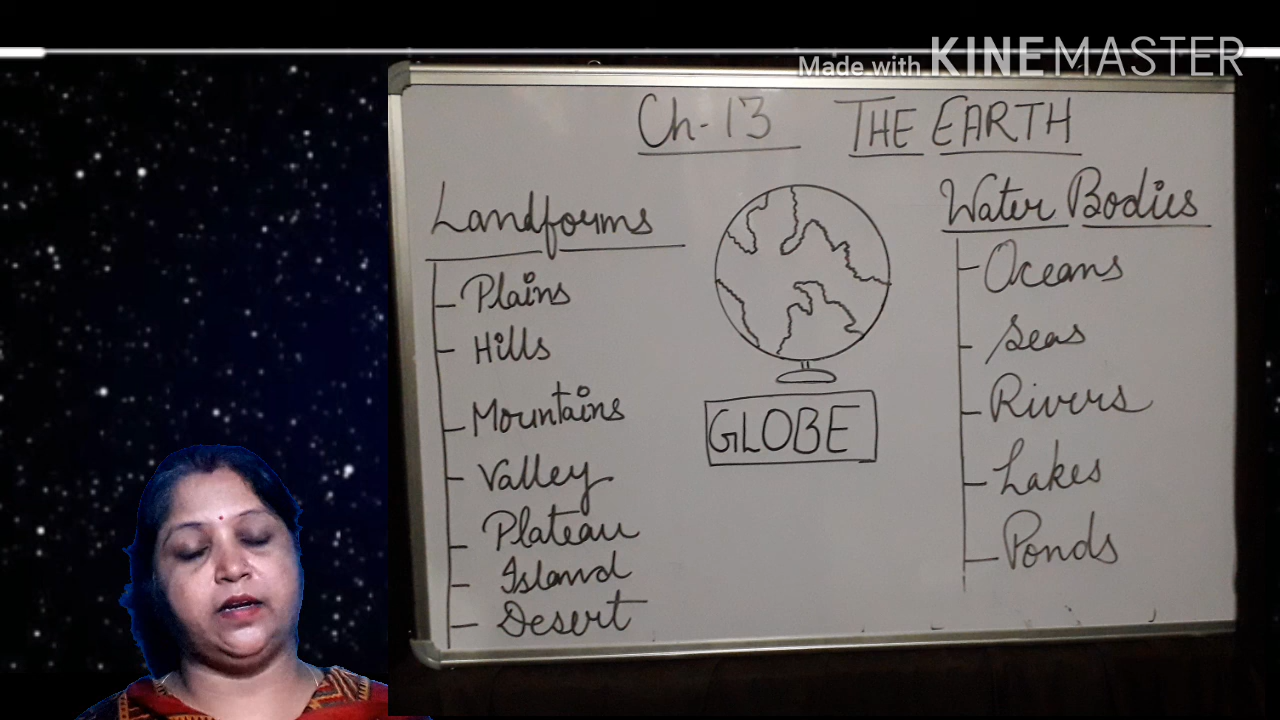 Made with KINEMASTER
Ch-13 THE EARTH
Landforms
Plains
Hills
Mountains
Valley
Plateau
Island
Desert
GLOBE
Water Bodies
Oceans
Seas
Rivers
Lakes
Ponds